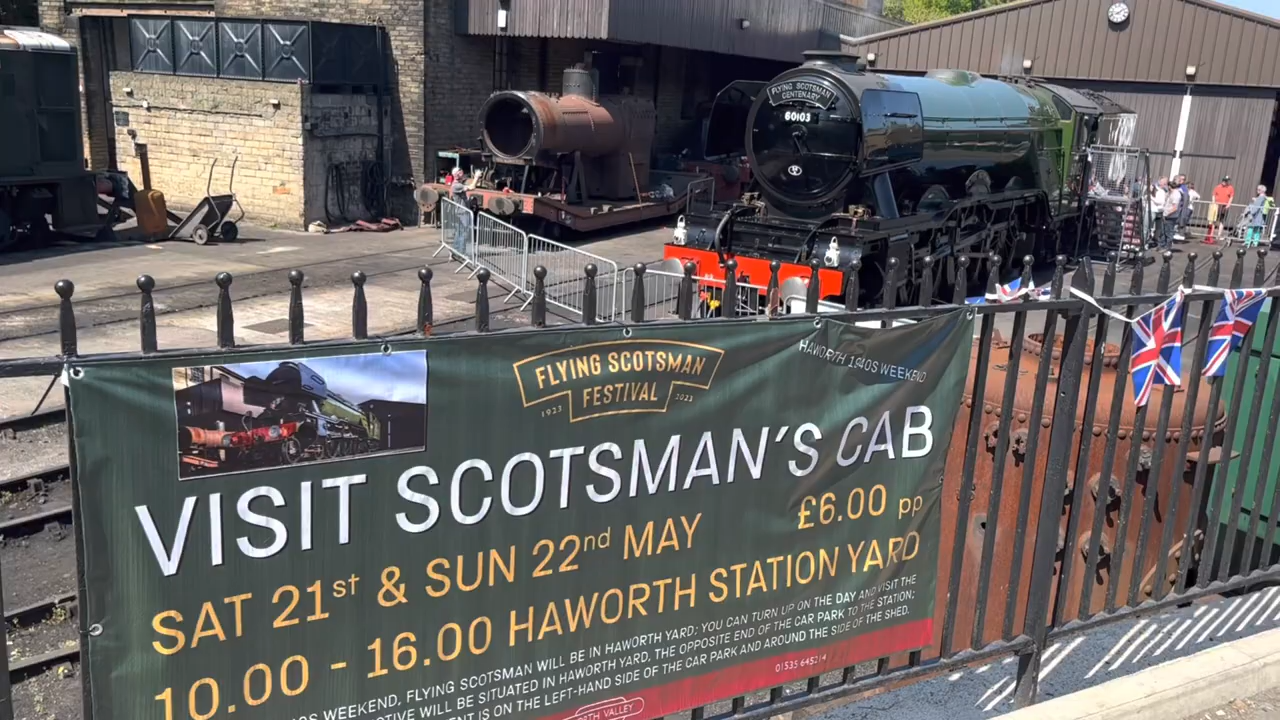 FLYING SCOTSMAN
CENTENARY
60103
FLYING SCOTSMAN
FESTIVAL
1923 2023
HAWORTH 1940S WEEKEND
VISIT SCOTSMAN'S CAB
SAT 21st & SUN 22nd MAY £6.00 pp
10.00 - 16.00 HAWORTH STATION YARD
WEEKEND, FLYING SCOTSMAN WILL BE IN HAWORTH YARD; YOU CAN TURN UP ON THE DAY AND VISIT THE
WILL BE SITUATED IN HAWORTH YARD, THE OPPOSITE END OF THE CAR PARK TO THE STATION;
IS ON THE LEFT-HAND SIDE OF THE CAR PARK AND AROUND THE SIDE OF THE SHED.
VALLEY
01535 645214